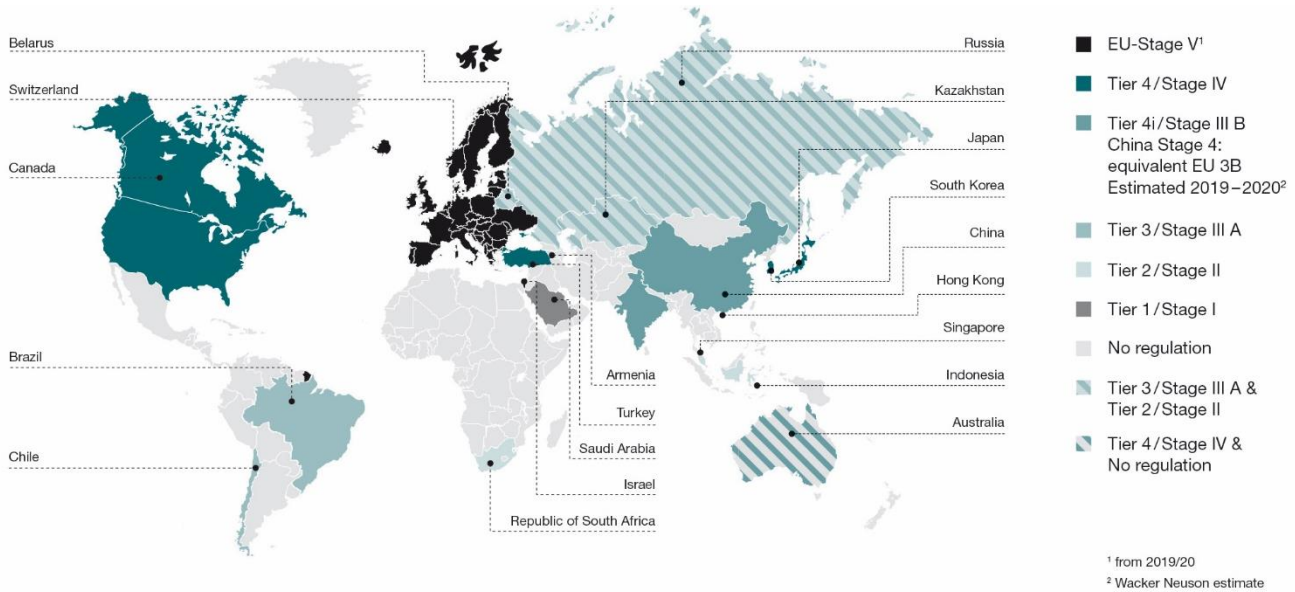 Belarus
Switzerland
Canada
Brazil
Chile
Russia
Kazakhstan
Japan
South Korea
China
Hong Kong
Singapore
Indonesia
Australia
Armenia
Turkey
Saudi Arabia
Israel
Republic of South Africa
EU-Stage V¹
Tier 4/Stage IV
Tier 4i/Stage III B
China Stage 4:
equivalent EU 3B
Estimated 2019–2020²
Tier 3/Stage III A
Tier 2/Stage II
Tier 1/Stage I
No regulation
Tier 3/Stage III A &
Tier 2/Stage II
Tier 4/Stage IV &
No regulation
¹ from 2019/20
² Wacker Neuson estimate